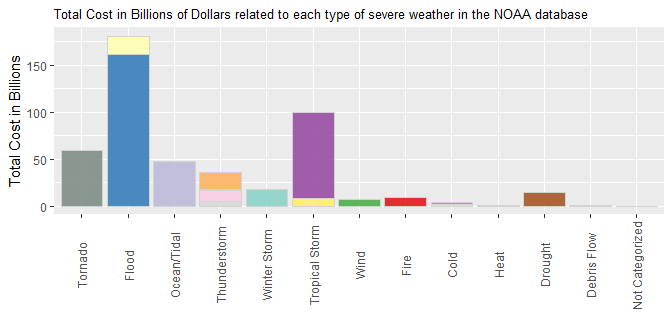 Total Cost in Billions of Dollars related to each type of severe weather in the NOAA database
Total Cost in Billions
150
100
50
0
Tornado
Flood
Ocean/Tidal
Thunderstorm
Winter Storm
Tropical Storm
Wind
Fire
Cold
Heat
Drought
Debris Flow
Not Categorized